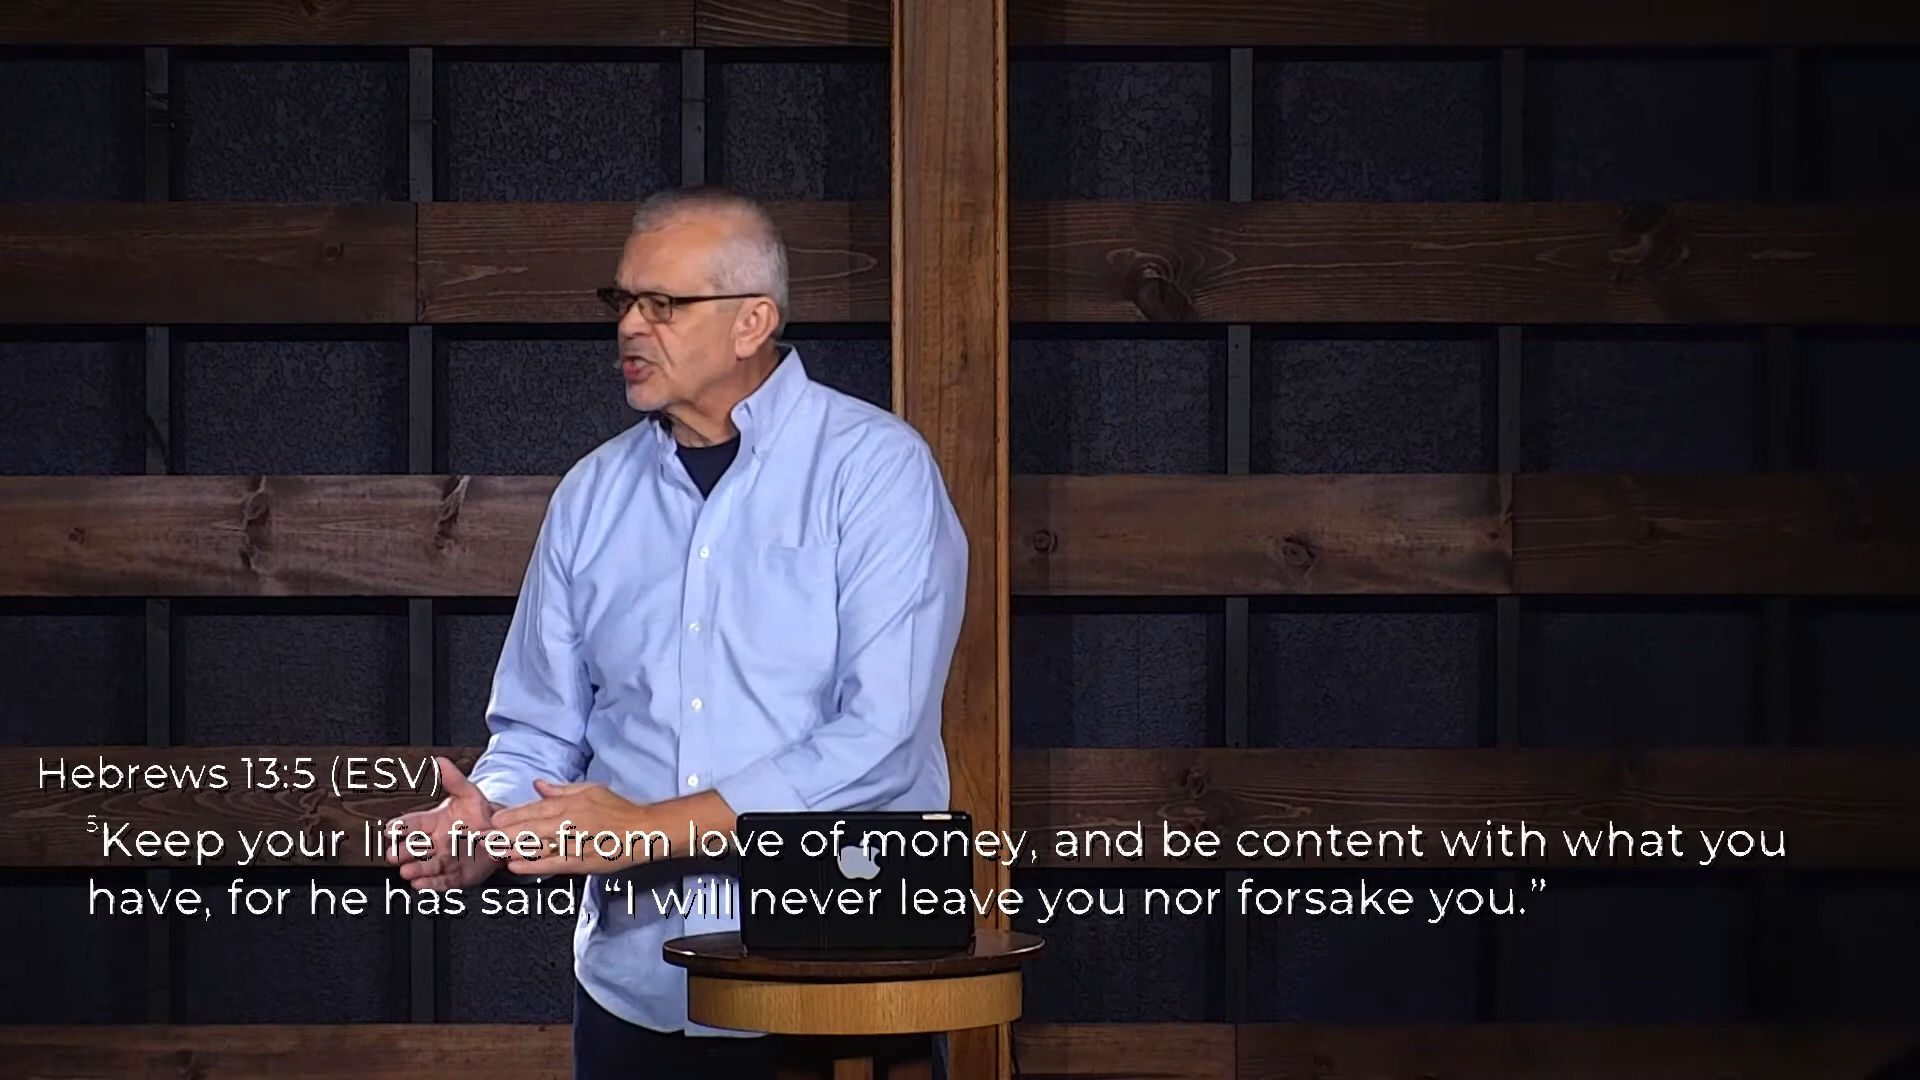 Hebrews 13:5 (ESV)
⁵Keep your life free from love of money, and be content with what you
have, for he has said, “I will never leave you nor forsake you.”